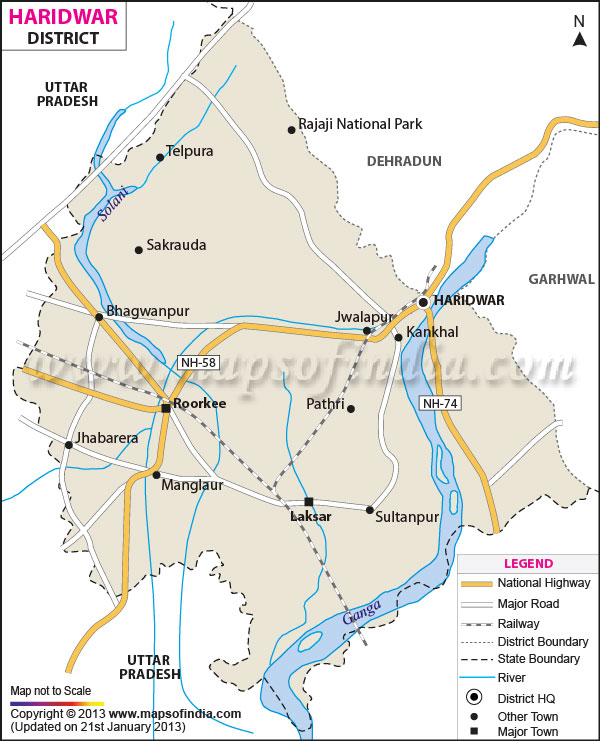 HARIDWAR
DISTRICT
N
UTTAR
PRADESH
Rajaji National Park
Telpura
DEHRADUN
Solani
Sakrauda
GARHWAL
HARIDWAR
Bhagwanpur
Jwalapur
Kankhal
NH-58
www.mapsofindia.com
Roorkee
Pathri
NH-74
Jhabarera
Manglaur
Laksar
Sultanpur
Ganga
UTTAR
PRADESH
LEGEND
National Highway
Major Road
Railway
District Boundary
State Boundary
River
District HQ
Other Town
Major Town
Map not to Scale
Copyright © 2013 www.mapsofindia.com
(Updated on 21st January 2013)